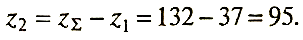 z₂ = z_Σ − z₁ = 132 − 37 = 95.